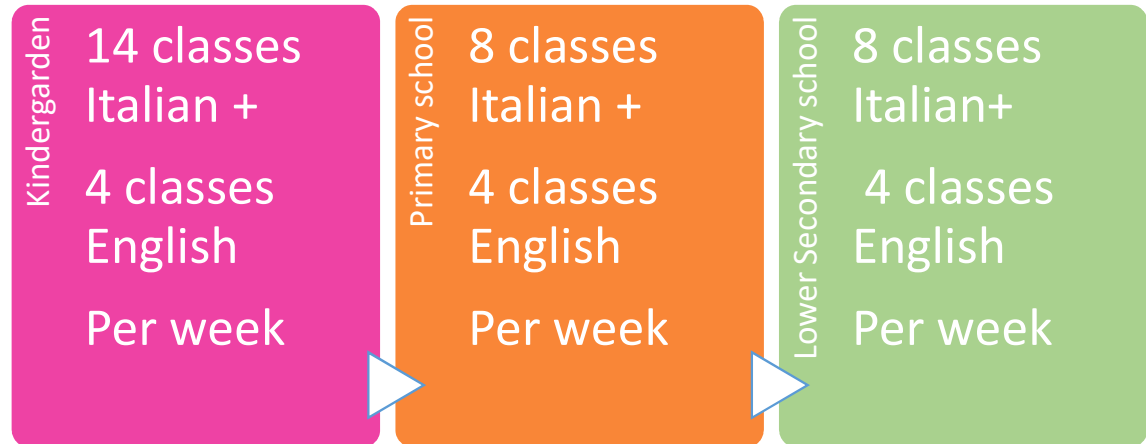 Kindergarden
14 classes
Italian +
4 classes
English
Per week
Primary school
8 classes
Italian +
4 classes
English
Per week
Lower Secondary school
8 classes
Italian+
4 classes
English
Per week